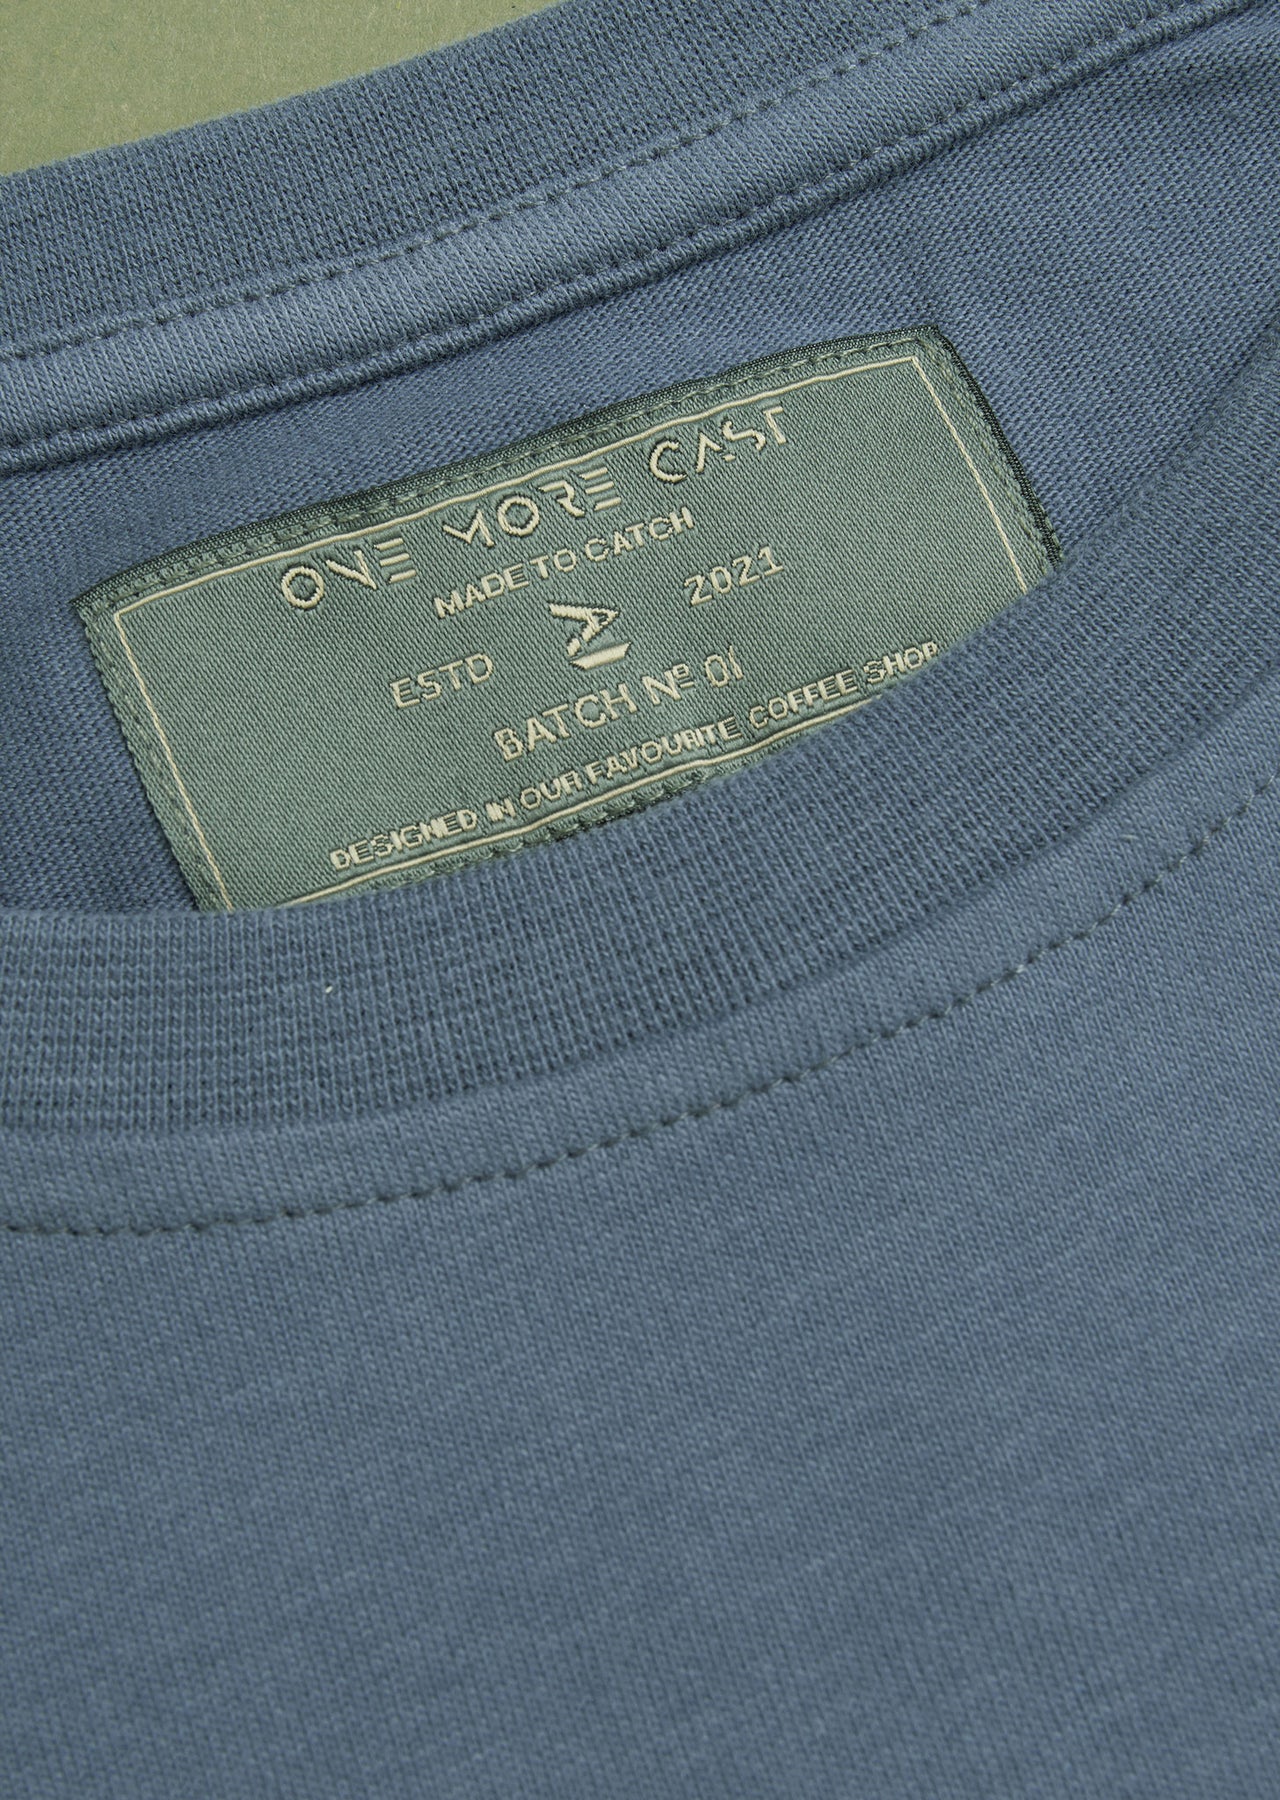 ONE MORE CAST
MADE TO CATCH
ESTD 2021
BATCH Nº 01
DESIGNED IN OUR FAVOURITE COFFEE SHOP